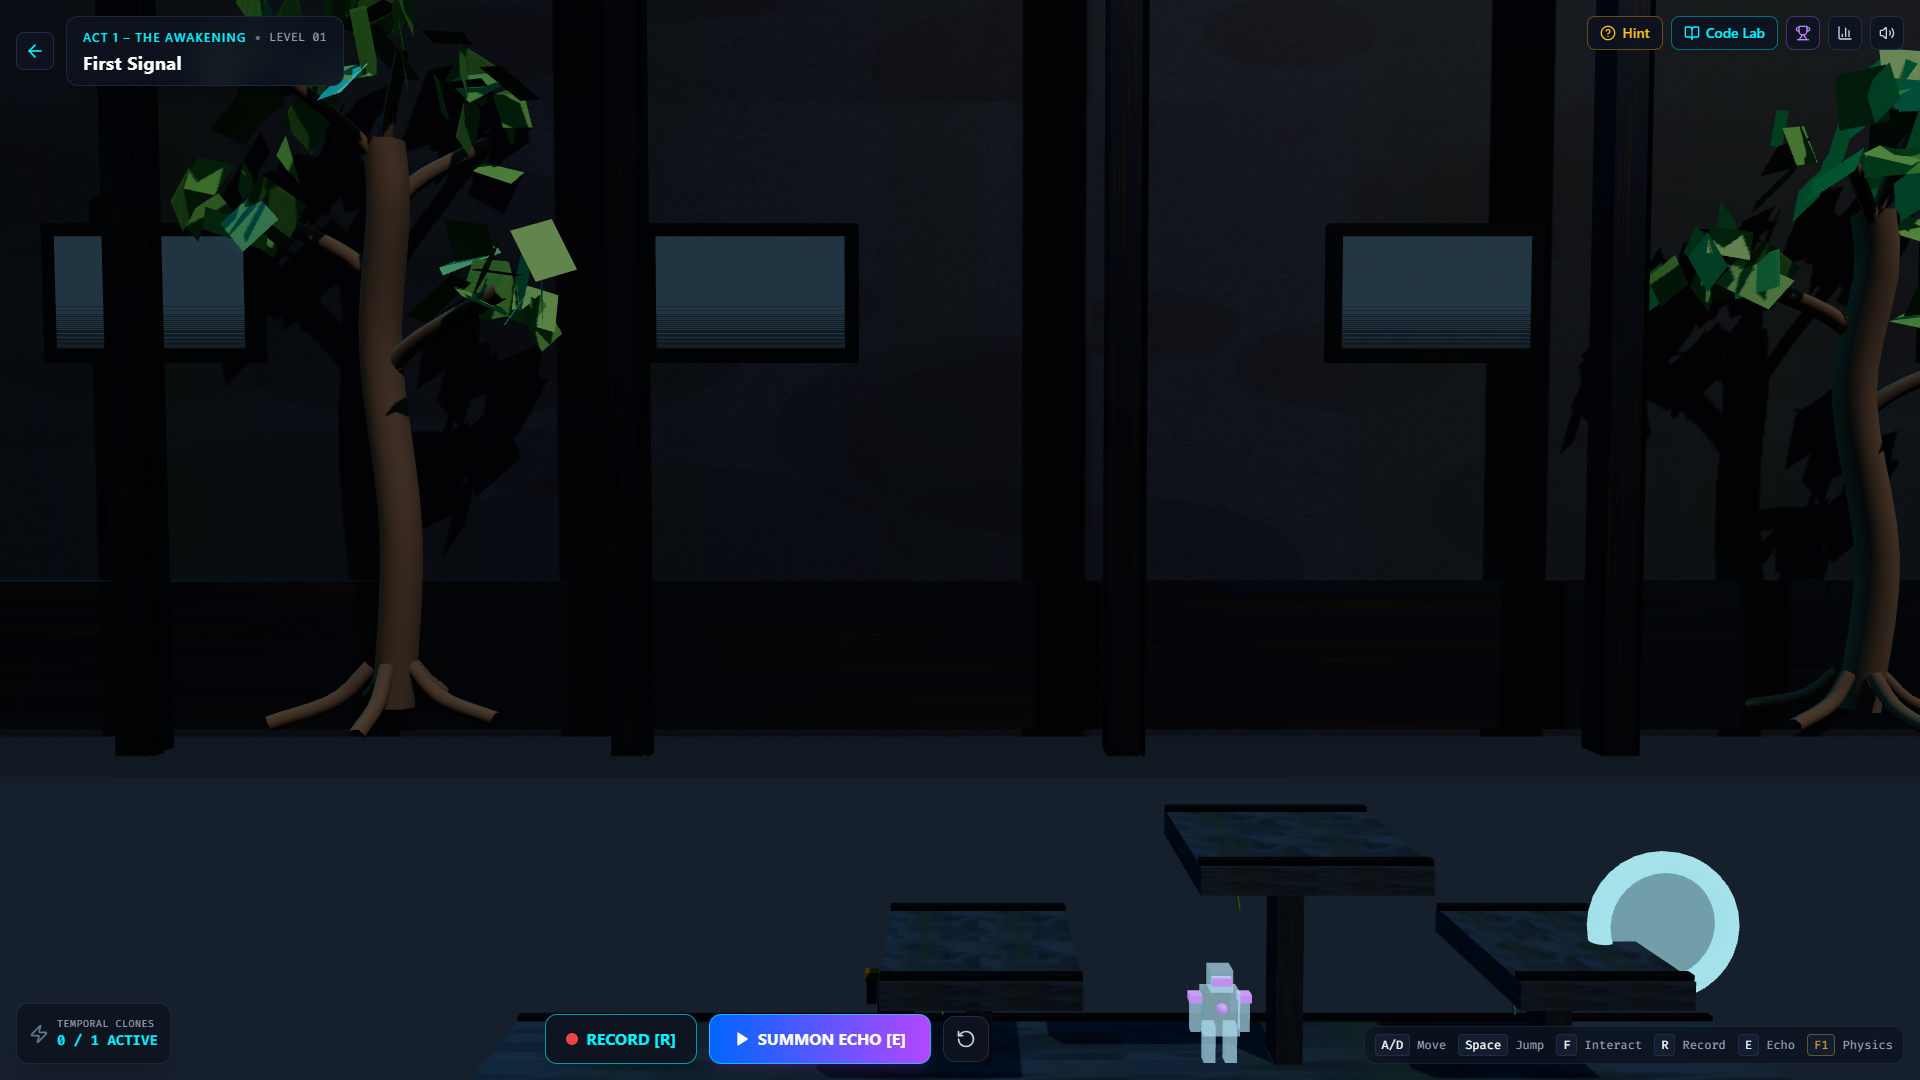 ACT 1 – THE AWAKENING • LEVEL 01
First Signal
Hint
Code Lab
TEMPORAL CLONES
0 / 1 ACTIVE
RECORD [R]
SUMMON ECHO [E]
A/D Move Space Jump F Interact R Record E Echo F1 Physics